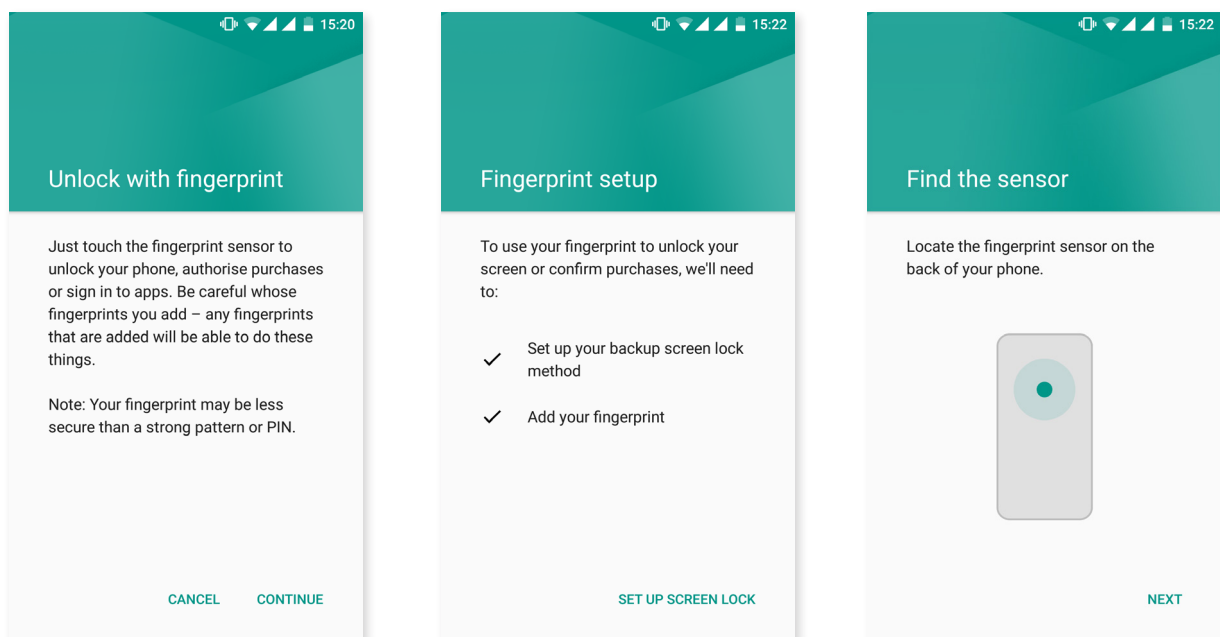 15:20
Unlock with fingerprint
Just touch the fingerprint sensor to
unlock your phone, authorise purchases
or sign in to apps. Be careful whose
fingerprints you add – any fingerprints
that are added will be able to do these
things.
Note: Your fingerprint may be less
secure than a strong pattern or PIN.
CANCEL CONTINUE
15:22
Fingerprint setup
To use your fingerprint to unlock your
screen or confirm purchases, we'll need
to:
Set up your backup screen lock
method
Add your fingerprint
SET UP SCREEN LOCK
15:22
Find the sensor
Locate the fingerprint sensor on the
back of your phone.
NEXT